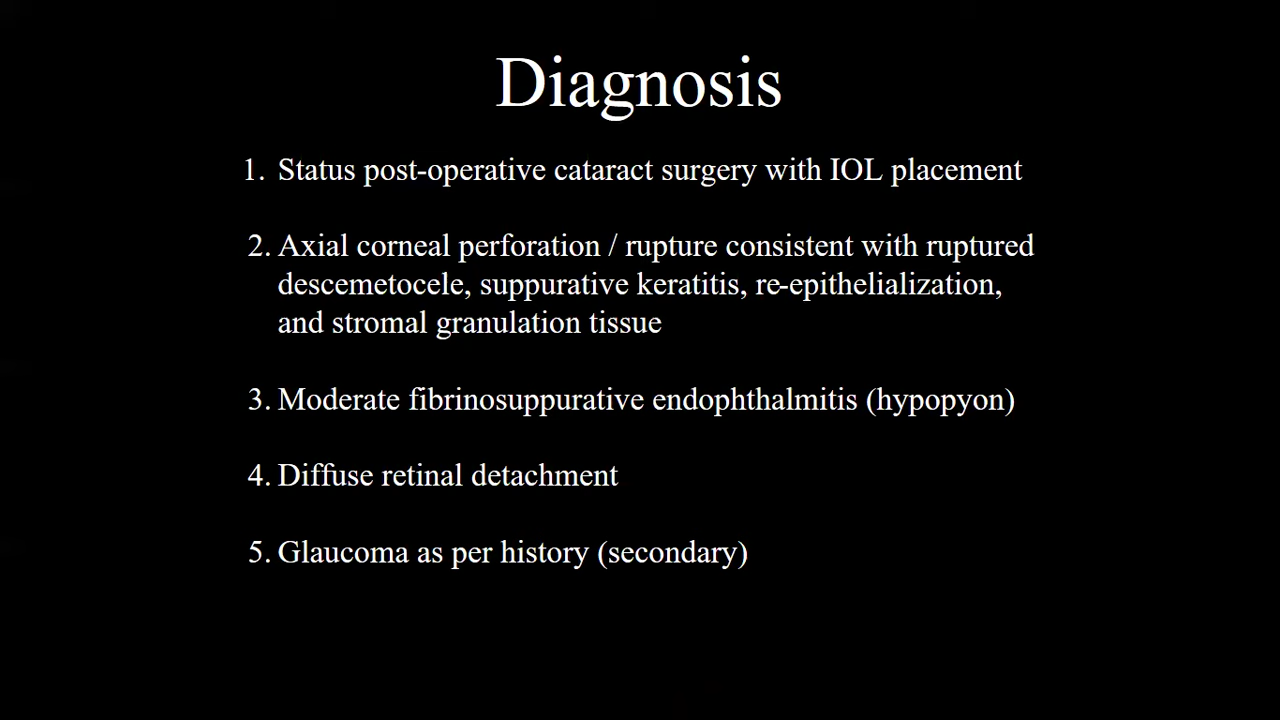 Diagnosis
1. Status post-operative cataract surgery with IOL placement
2. Axial corneal perforation / rupture consistent with ruptured
descemetocele, suppurative keratitis, re-epithelialization,
and stromal granulation tissue
3. Moderate fibrinosuppurative endophthalmitis (hypopyon)
4. Diffuse retinal detachment
5. Glaucoma as per history (secondary)